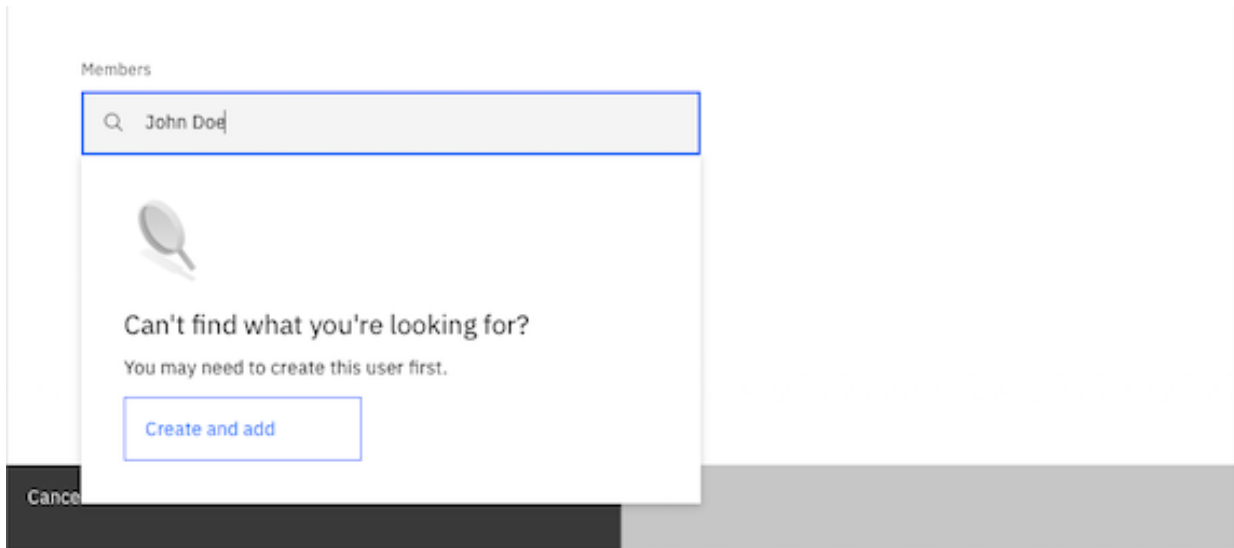 Members
John Doe
Can't find what you're looking for?
You may need to create this user first.
Create and add
Cance